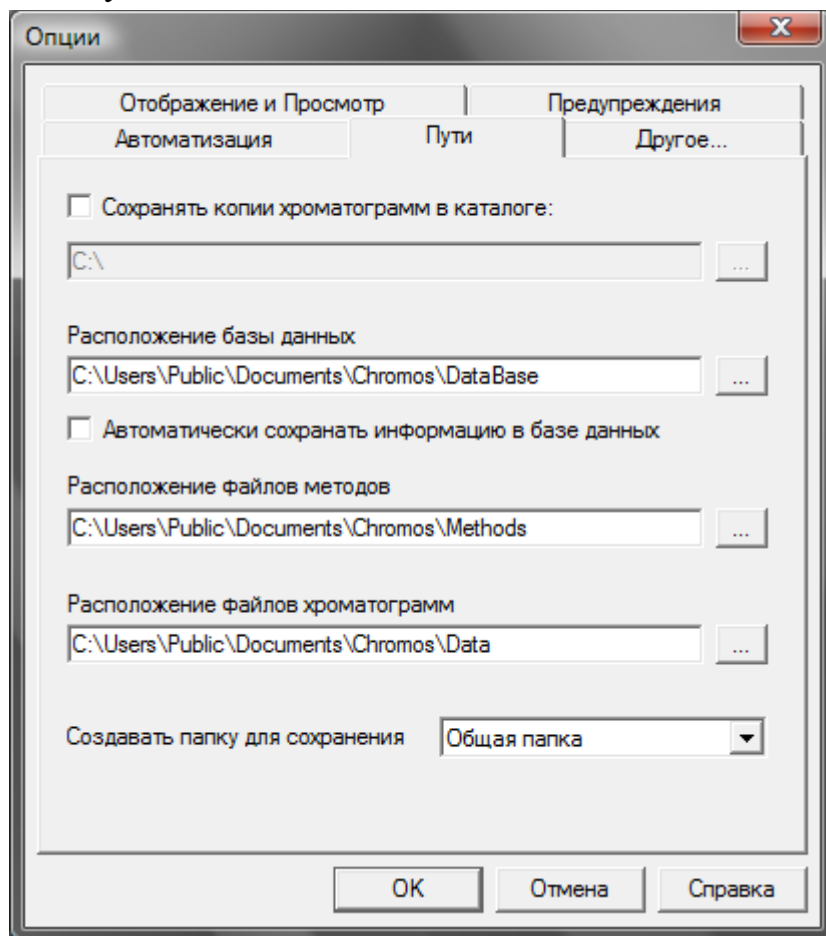 Опции
Отображение и Просмотр Предупреждения
Автоматизация Пути Другое...
Сохранять копии хроматограмм в каталоге:
C:\ ...
Расположение базы данных
C:\Users\Public\Documents\Chromos\DataBase ...
Автоматически сохранать информацию в базе данных
Расположение файлов методов
C:\Users\Public\Documents\Chromos\Methods ...
Расположение файлов хроматограмм
C:\Users\Public\Documents\Chromos\Data ...
Создавать папку для сохранения Общая папка
OK Отмена Справка